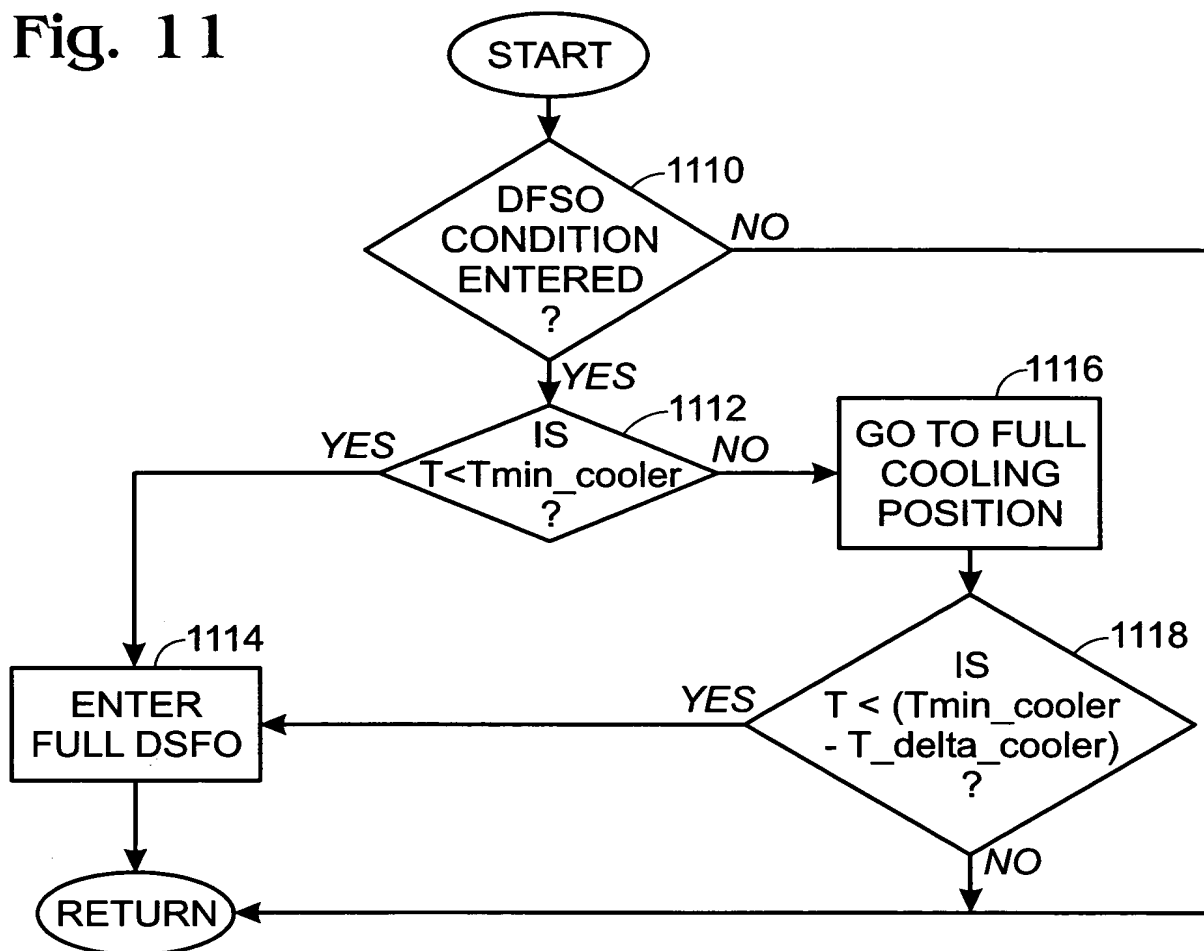 Fig. 11
START
1110
DFSO
CONDITION
ENTERED
?
NO
YES
1112
IS
T<Tmin_cooler
?
YES
NO
1116
GO TO FULL
COOLING
POSITION
1114
ENTER
FULL DSFO
1118
IS
T < (Tmin_cooler
- T_delta_cooler)
?
YES
NO
RETURN